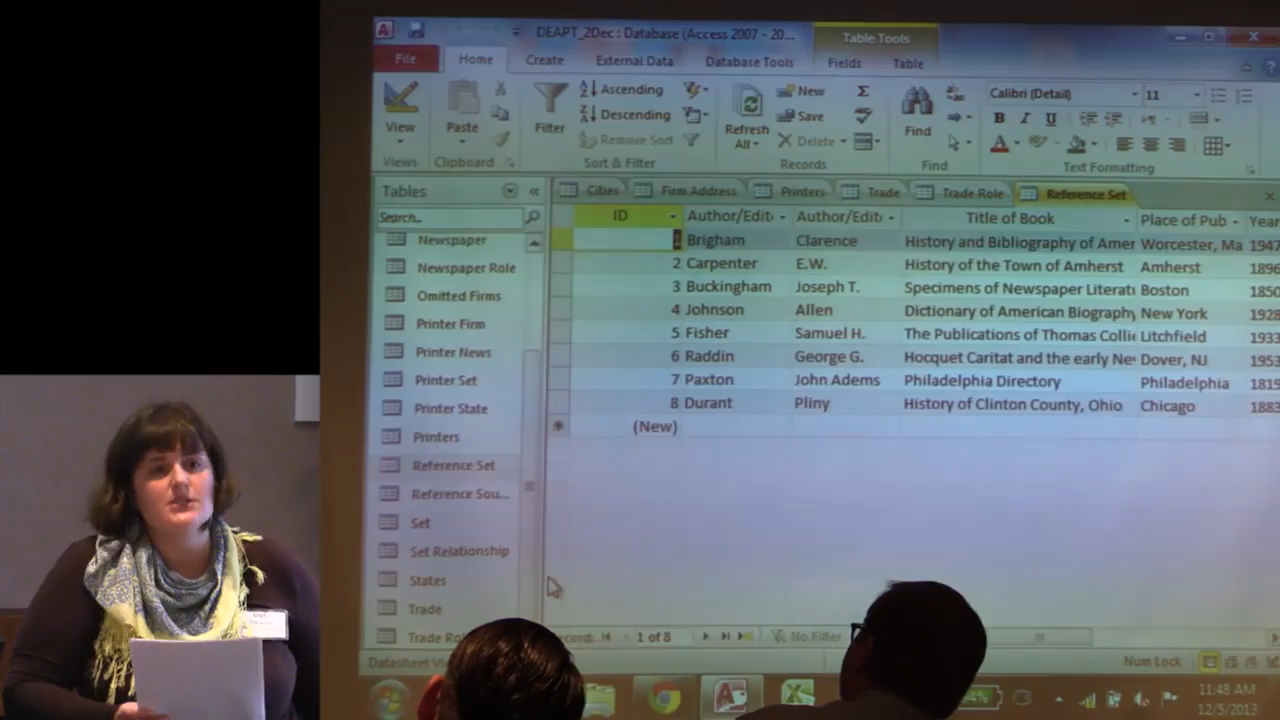 DEAPT_2Dec : Database (Access 2007 - 20...
Table Tools
File Home Create External Data Database Tools Fields Table
View
Paste
Filter
Ascending
Descending
Remove Sort
Refresh All
New
Save
Delete
Find
Calibri (Detail) 11
B I U
Views Clipboard Sort & Filter Records Find Text Formatting
Tables
Search...
Newspaper
Newspaper Role
Omitted Firms
Printer Firm
Printer News
Printer Set
Printer State
Printers
Reference Set
Reference Sou...
Set
Set Relationship
States
Trade
Cities Firm Address Printers Trade Trade Role Reference Set
ID Author/Edit Author/Edit Title of Book Place of Pub Year
1 Brigham Clarence History and Bibliography of Amer Worcester, Ma 1947
2 Carpenter E.W. History of the Town of Amherst Amherst 1896
3 Buckingham Joseph T. Specimens of Newspaper Literat Boston 1850
4 Johnson Allen Dictionary of American Biography New York 1928
5 Fisher Samuel H. The Publications of Thomas Colli Litchfield 1933
6 Raddin George G. Hocquet Caritat and the early Ne Dover, NJ 1953
7 Paxton John Adems Philadelphia Directory Philadelphia 1819
8 Durant Pliny History of Clinton County, Ohio Chicago 1883
(New)
1 of 8 No Filter
Num Lock
11:48 AM
12/5/2013